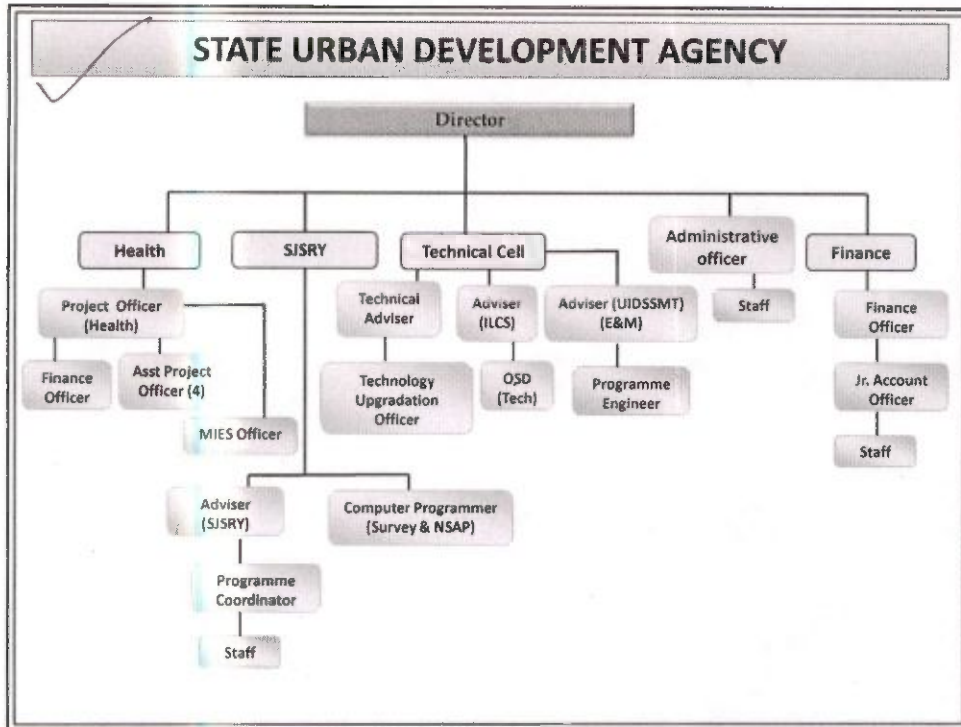 STATE URBAN DEVELOPMENT AGENCY
Director
Health
SJSRY
Technical Cell
Administrative
officer
Finance
Project Officer
(Health)
Technical
Adviser
Adviser
(ILCS)
Adviser (UIDSSMT)
(E&M)
Staff
Finance
Officer
Finance
Officer
Asst Project
Officer (4)
Technology
Upgradation
Officer
OSD
(Tech)
Programme
Engineer
Jr. Account
Officer
MIES Officer
Staff
Adviser
(SJSRY)
Computer Programmer
(Survey & NSAP)
Programme
Coordinator
Staff